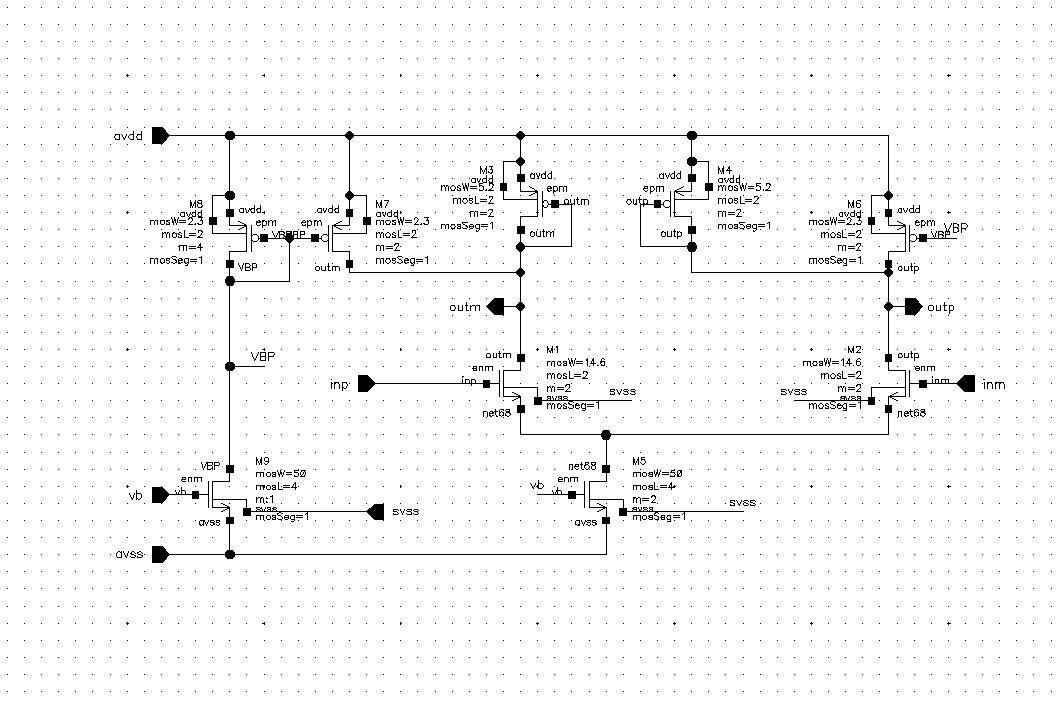 avdd
M8
avdd
avdd
mosW=2.3
mosL=2
m=4
mosSeg=1
epm
VBP
VBP
M7
avdd
avdd
mosW=2.3
mosL=2
m=2
mosSeg=1
epm
outm
M3
avdd
avdd
mosW=5.2
mosL=2
m=2
mosSeg=1
epm
outm
outm
M4
avdd
avdd
mosW=5.2
mosL=2
m=2
mosSeg=1
epm
outp
outp
M6
avdd
avdd
mosW=2.3
mosL=2
m=2
mosSeg=1
epm
VBP
VBP
outp
outm
outp
VBP
inp
inp
outm
enm
M1
mosW=14.6
mosL=2
m=2
svss
svss
mosSeg=1
net68
outp
enm
M2
mosW=14.6
mosL=2
m=2
svss
svss
mosSeg=1
net68
inm
inm
VBP
enm
vb
vb
M9
mosW=50
mosL=4
m:1
svss
mosSeg=1
avss
svss
net68
enm
vb
vb
M5
mosW=50
mosL=4
m=2
svss
svss
mosSeg=1
avss
avss